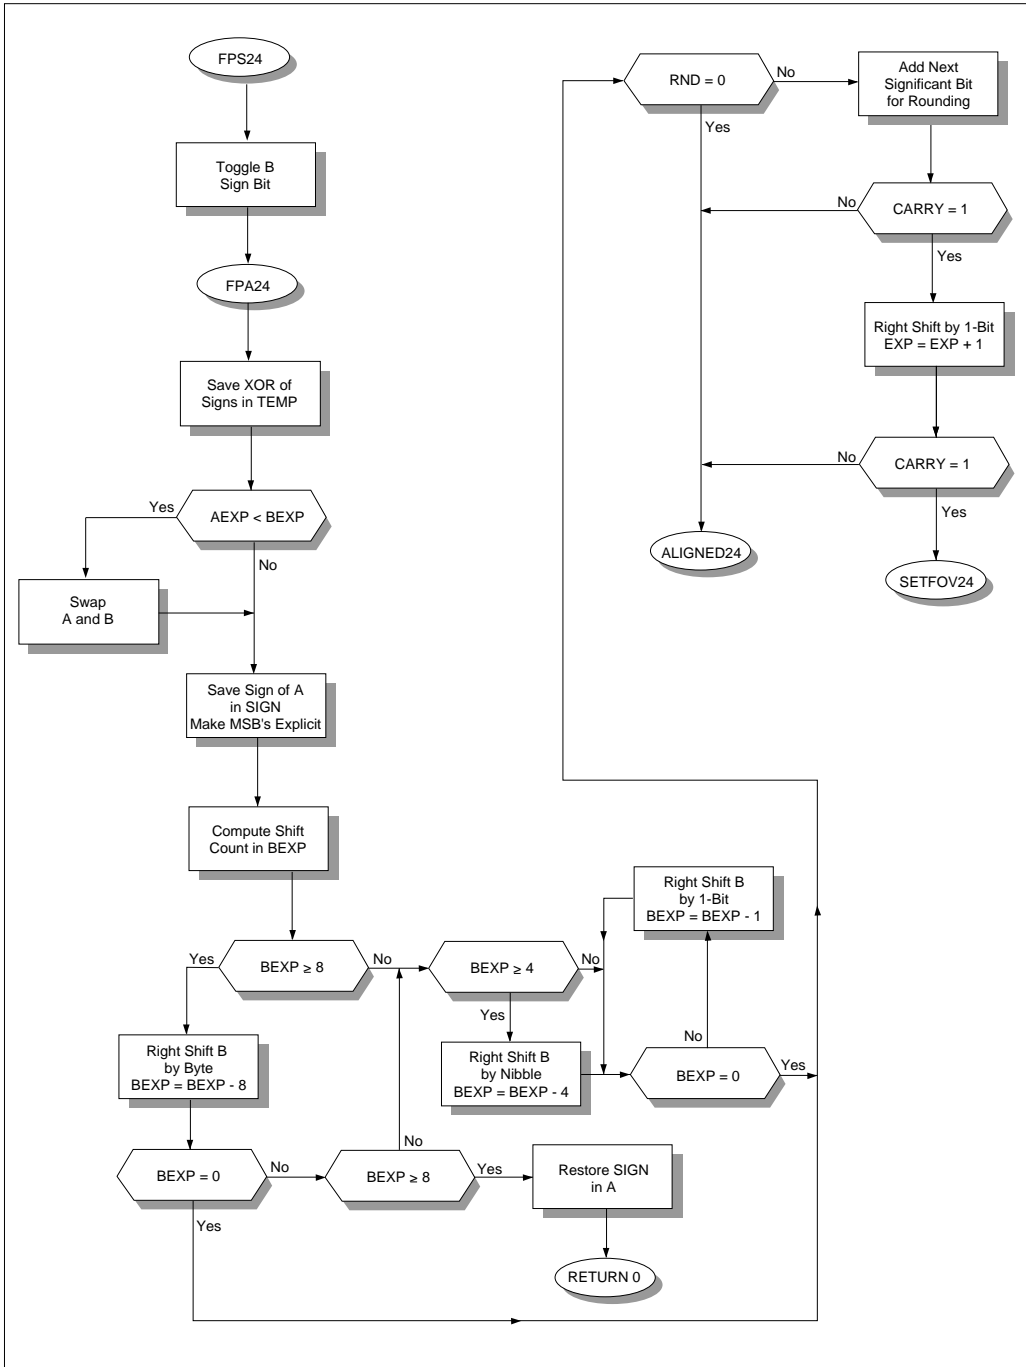 FPS24
Toggle B
Sign Bit
FPA24
Save XOR of
Signs in TEMP
AEXP < BEXP
Yes
No
Swap
A and B
Save Sign of A
in SIGN
Make MSB's Explicit
Compute Shift
Count in BEXP
BEXP ≥ 8
Yes
No
Right Shift B
by Byte
BEXP = BEXP - 8
BEXP = 0
No
Yes
BEXP ≥ 8
No
Yes
Restore SIGN
in A
RETURN 0
BEXP ≥ 4
No
Yes
Right Shift B
by Nibble
BEXP = BEXP - 4
Right Shift B
by 1-Bit
BEXP = BEXP - 1
No
BEXP = 0
Yes
RND = 0
No
Yes
Add Next
Significant Bit
for Rounding
No
CARRY = 1
Yes
Right Shift by 1-Bit
EXP = EXP + 1
No
CARRY = 1
Yes
ALIGNED24
SETFOV24